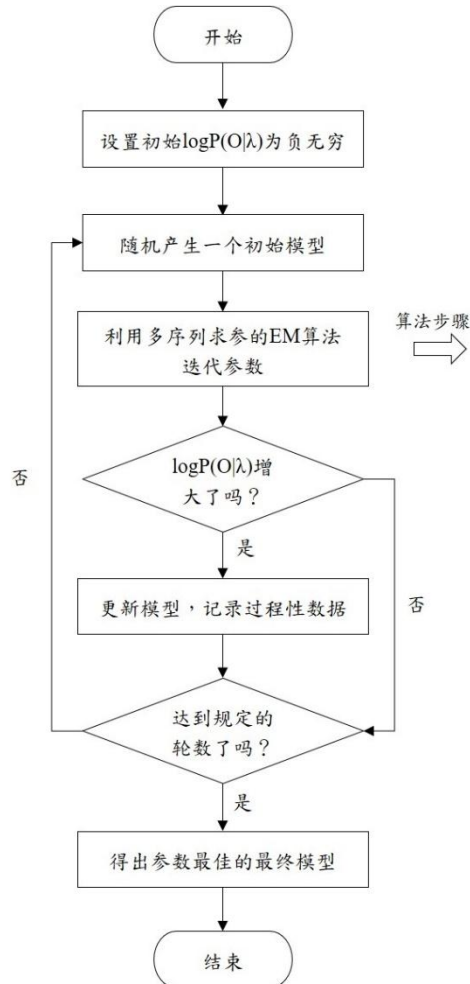 开始
设置初始logP(O|λ)为负无穷
随机产生一个初始模型
利用多序列求参的EM算法
迭代参数
算法步骤
logP(O|λ)增
大了吗？
否
是
更新模型，记录过程性数据
否
达到规定的
轮数了吗？
是
得出参数最佳的最终模型
结束